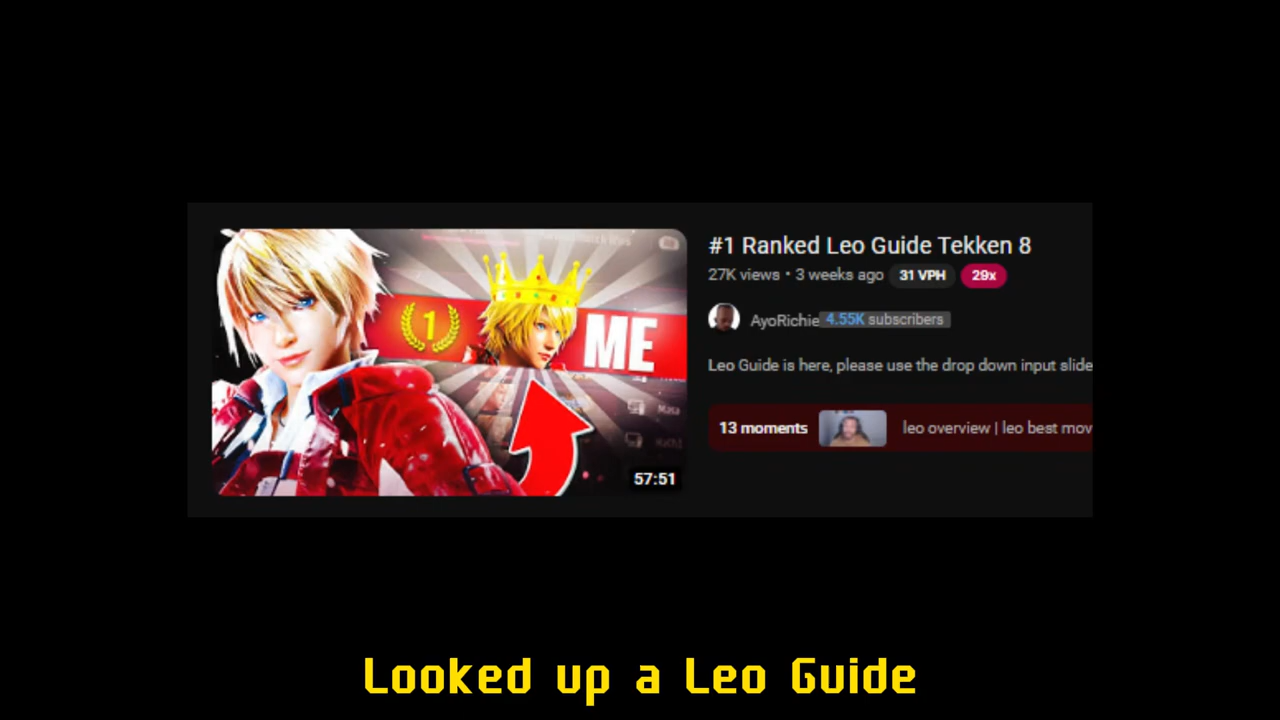 #1 Ranked Leo Guide Tekken 8
27K views • 3 weeks ago 31 VPH 29x
AyoRichie 4.55K subscribers
Leo Guide is here, please use the drop down input slide
13 moments leo overview | leo best mov
1 ME
57:51
Looked up a Leo Guide